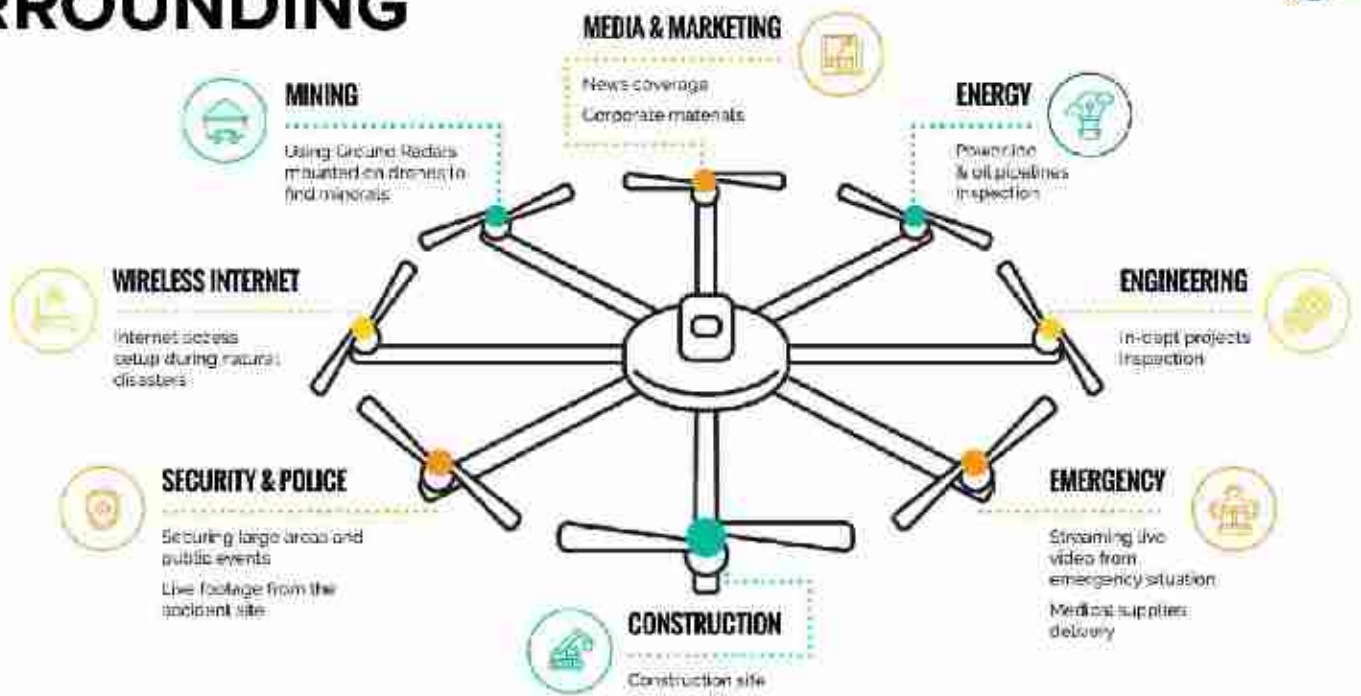 RROUNDING
MEDIA & MARKETING
News coverage
Corporate materials
MINING
Using Ground Radars
mounted on drones to
find minerals
ENERGY
Power line
& oil pipelines
inspection
WIRELESS INTERNET
Internet access
setup during natural
disasters
ENGINEERING
In-dept projects
inspection
SECURITY & POLICE
Securing large areas and
public events
Live footage from the
accident site
EMERGENCY
Streaming live
video from
emergency situation
Medical supplies
delivery
CONSTRUCTION
Construction site